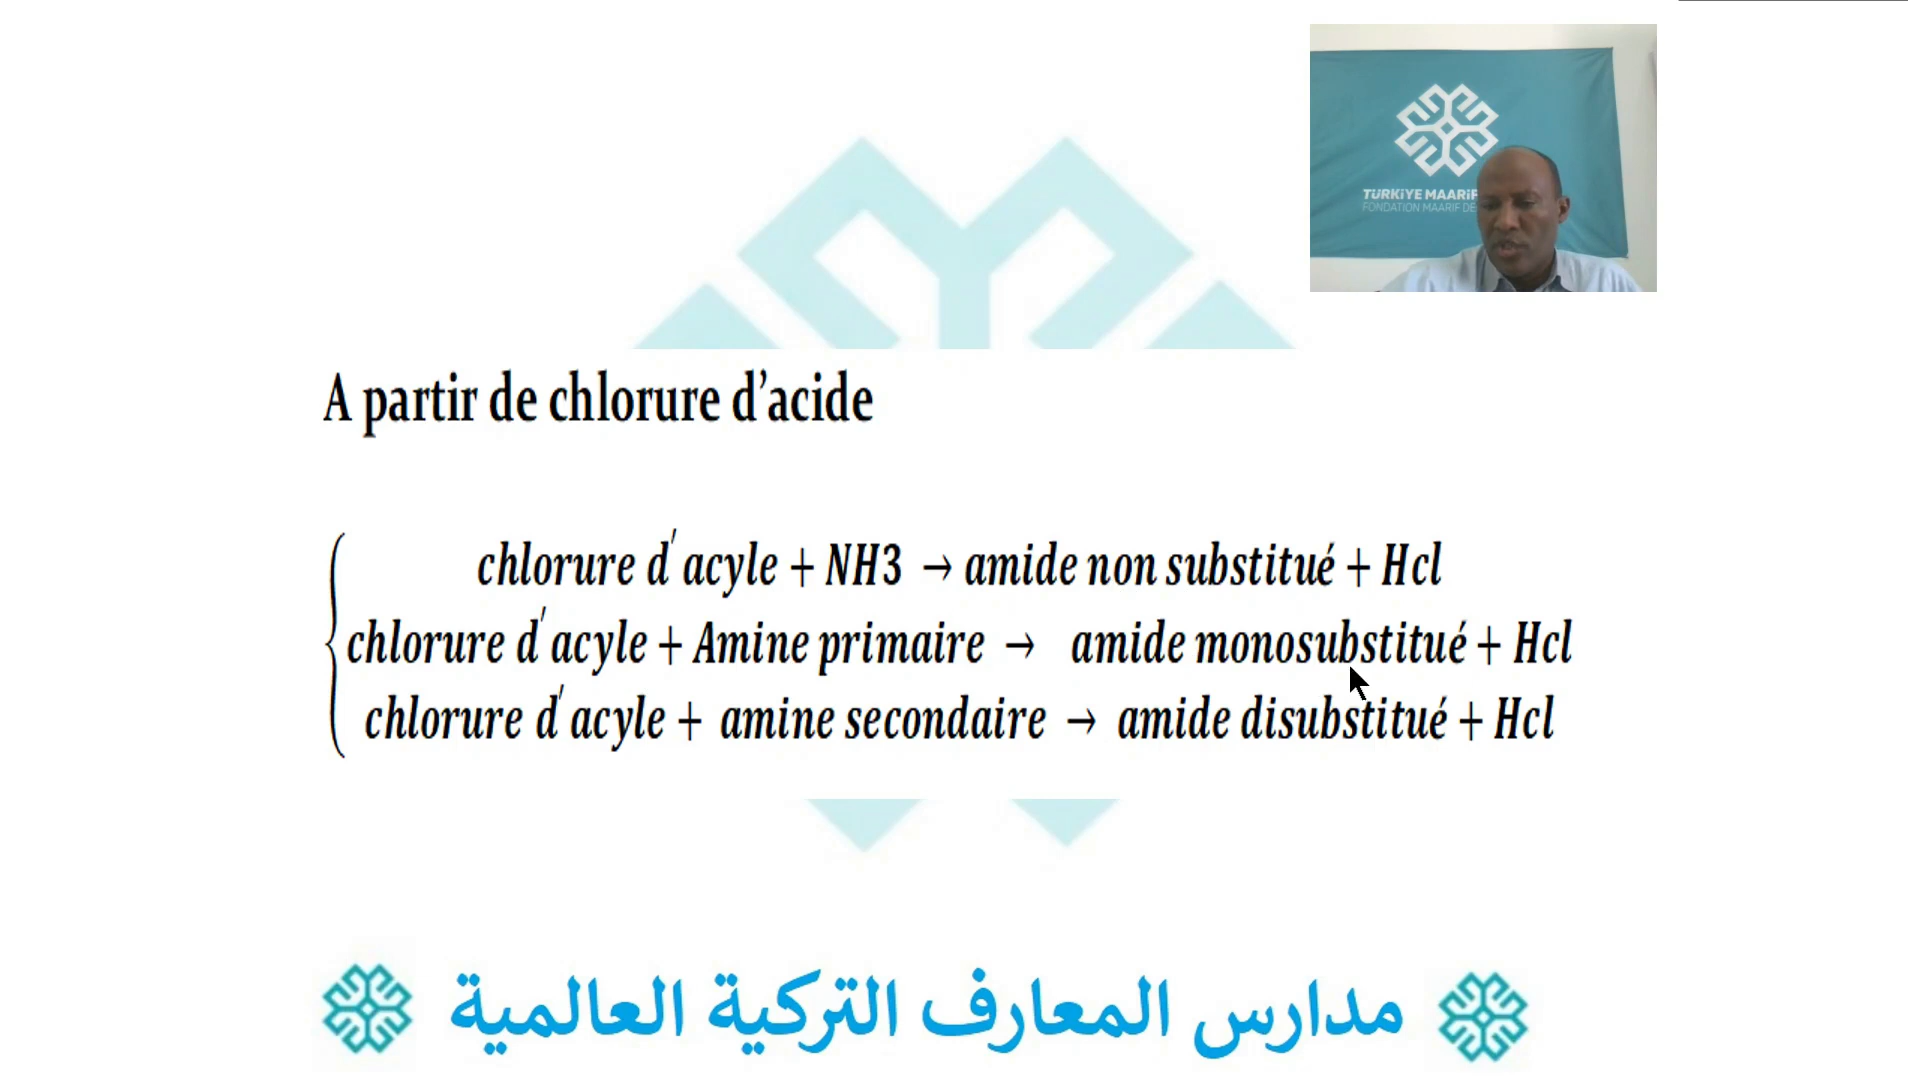 TÜRKİYE MAARİF
FONDATION MAARIF DE
A partir de chlorure d’acide
chlorure d′acyle + NH3 → amide non substitué + Hcl
chlorure d′acyle + Amine primaire → amide monosubstitué + Hcl
chlorure d′acyle + amine secondaire → amide disubstitué + Hcl
مدارس المعارف التركية العالمية